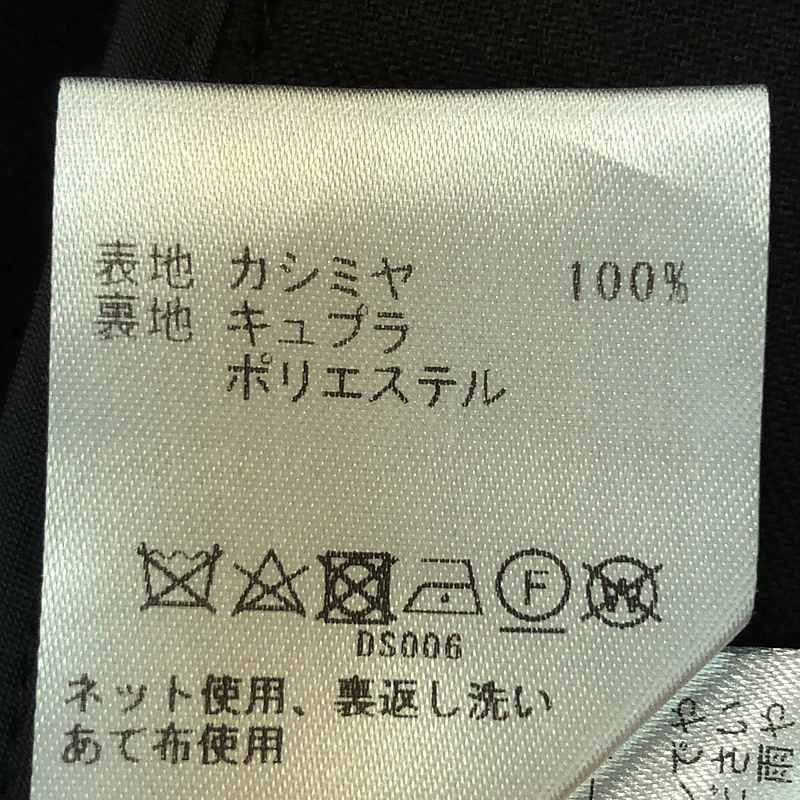 表地 カシミヤ 100%
裏地 キュプラ
ポリエステル
F
W
DS006
ネット使用、裏返し洗い
あて布使用